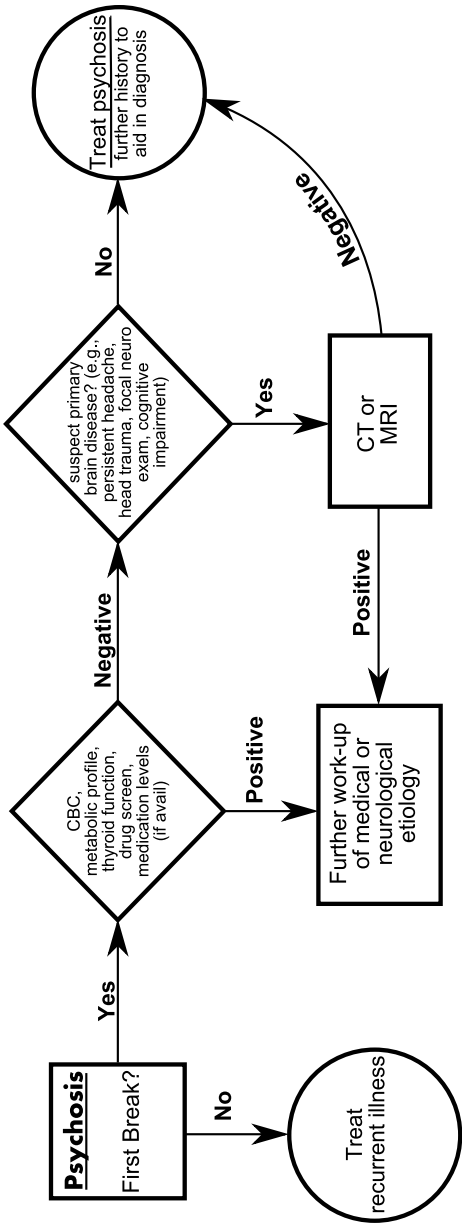 Psychosis
First Break?
Yes
No
Treat
recurrent illness
CBC,
metabolic profile,
thyroid function,
drug screen,
medication levels
(if avail)
Negative
Positive
Further work-up
of medical or
neurological
etiology
suspect primary
brain disease? (e.g.,
persistent headache,
head trauma, focal neuro
exam, cognitive
impairment)
No
Yes
CT or
MRI
Positive
Negative
Treat psychosis
further history to
aid in diagnosis